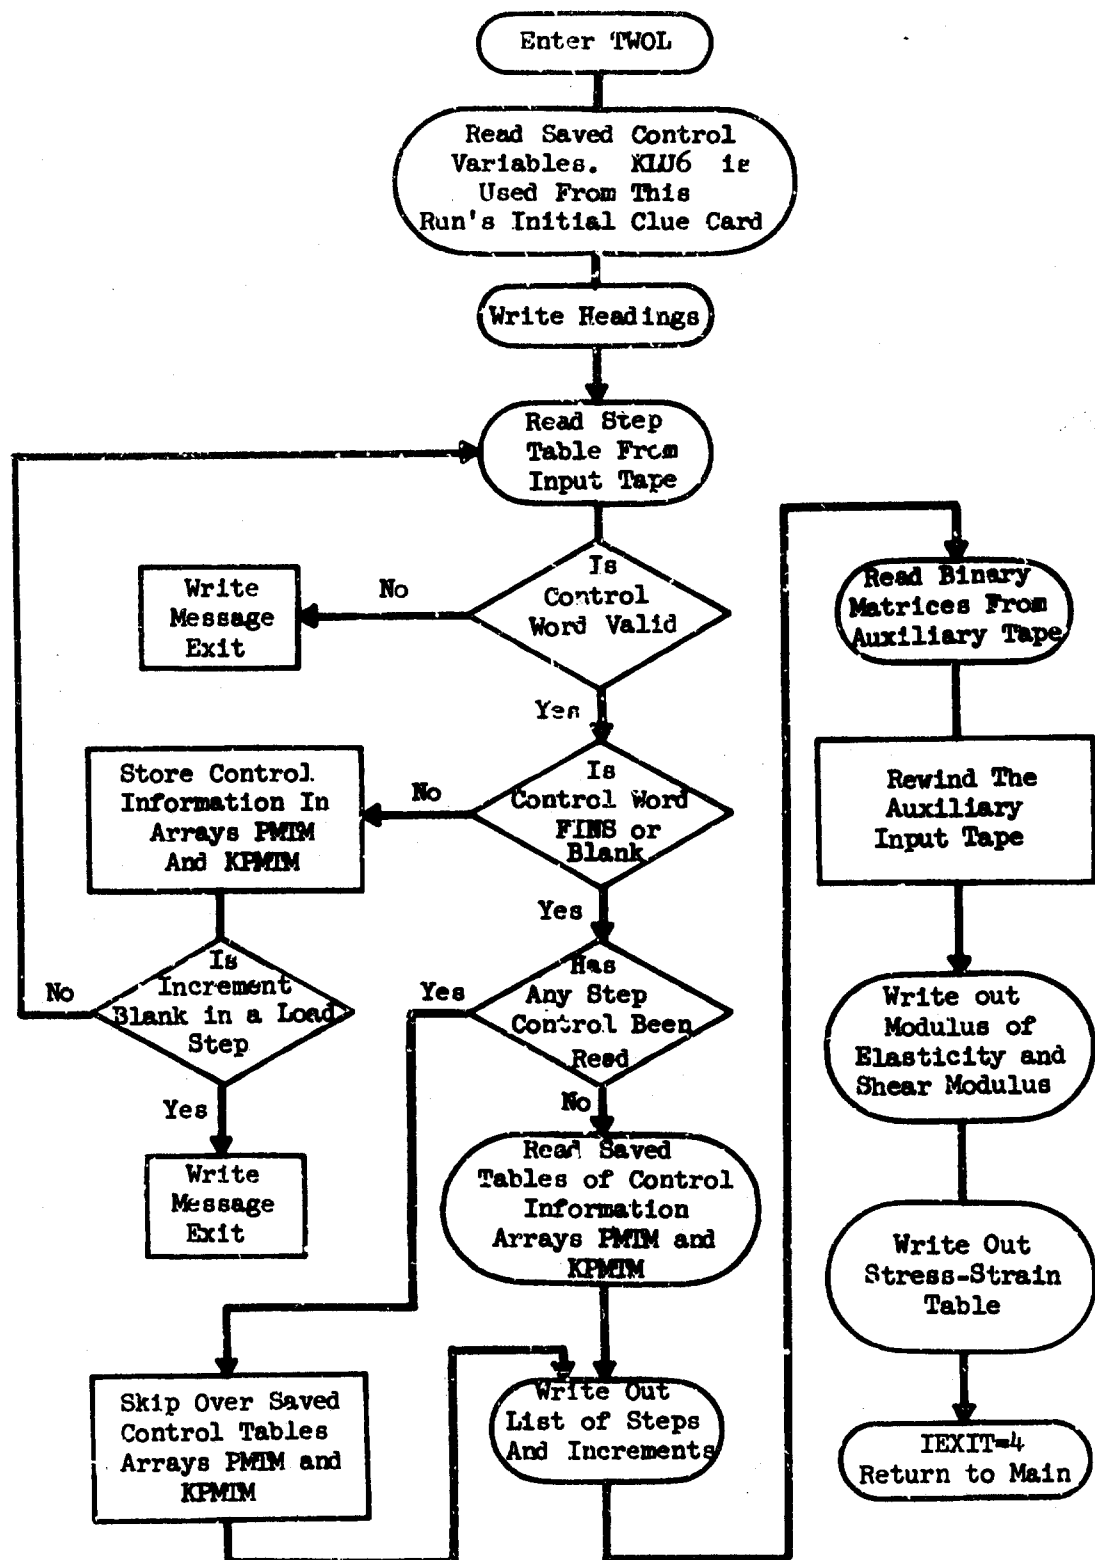 Enter TWOL
Read Saved Control
Variables. KLU6 is
Used From This
Run's Initial Clue Card
Write Headings
Read Step
Table From
Input Tape
Is
Control
Word Valid
No
Write
Message
Exit
Yes
Is
Control Word
FINS or
Blank
No
Store Control
Information In
Arrays PMTM
And KPMTM
Is
Increment
Blank in a Load
Step
No
Yes
Write
Message
Exit
Yes
Has
Any Step
Control Been
Read
Yes
No
Read Saved
Tables of Control
Information
Arrays PMTM and
KPMTM
Skip Over Saved
Control Tables
Arrays PMTM and
KPMTM
Write Out
List of Steps
And Increments
Read Binary
Matrices From
Auxiliary Tape
Rewind The
Auxiliary
Input Tape
Write out
Modulus of
Elasticity and
Shear Modulus
Write Out
Stress-Strain
Table
IEXIT=4
Return to Main